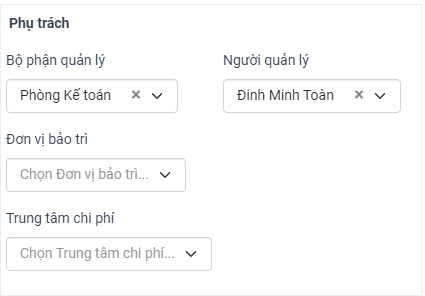 Phụ trách
Bộ phận quản lý Người quản lý
Phòng Kế toán × Đinh Minh Toàn ×
Đơn vị bảo trì
Chọn Đơn vị bảo trì...
Trung tâm chi phí
Chọn Trung tâm chi phí...